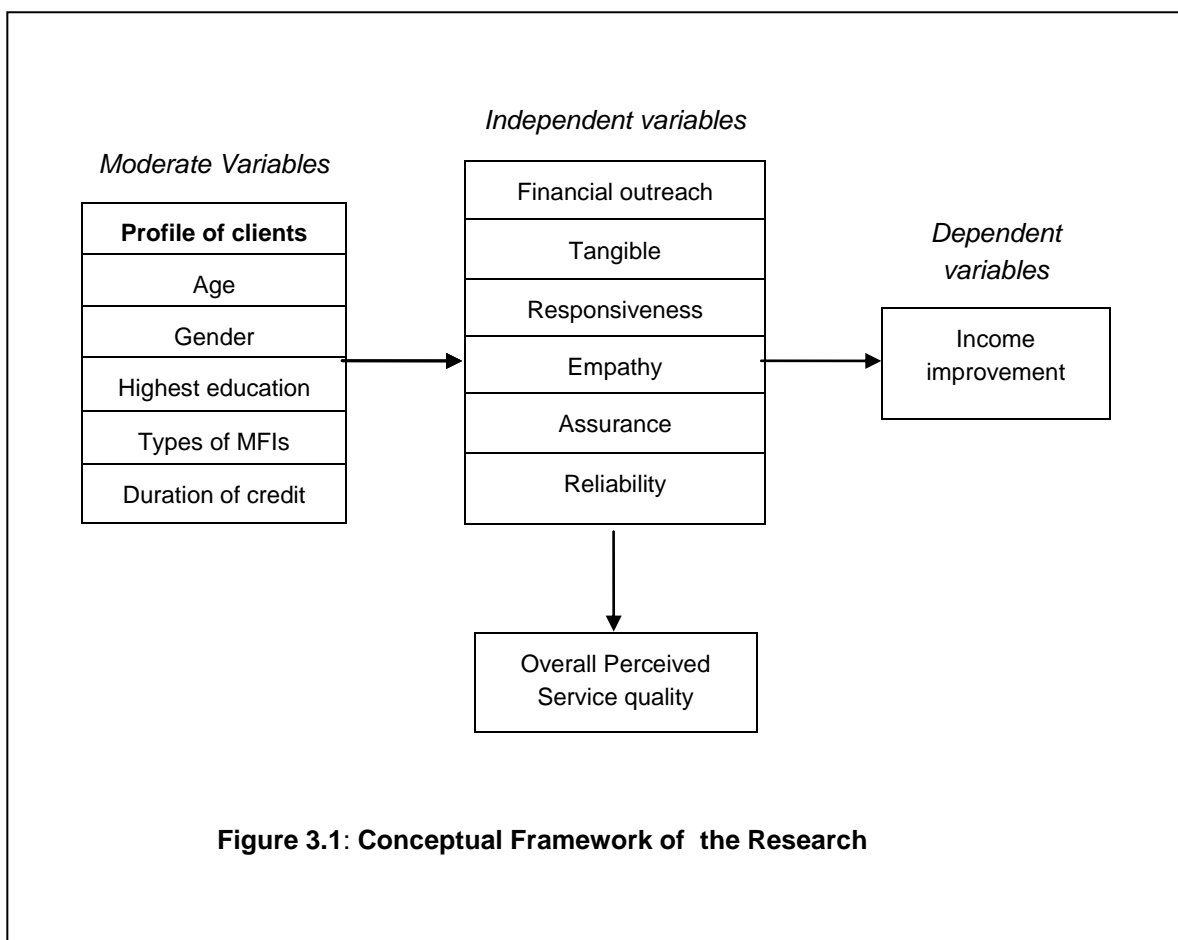 Independent variables
Moderate Variables
Dependent
variables
Profile of clients
Age
Gender
Highest education
Types of MFIs
Duration of credit
Financial outreach
Tangible
Responsiveness
Empathy
Assurance
Reliability
Income
improvement
Overall Perceived
Service quality
Figure 3.1: Conceptual Framework of the Research